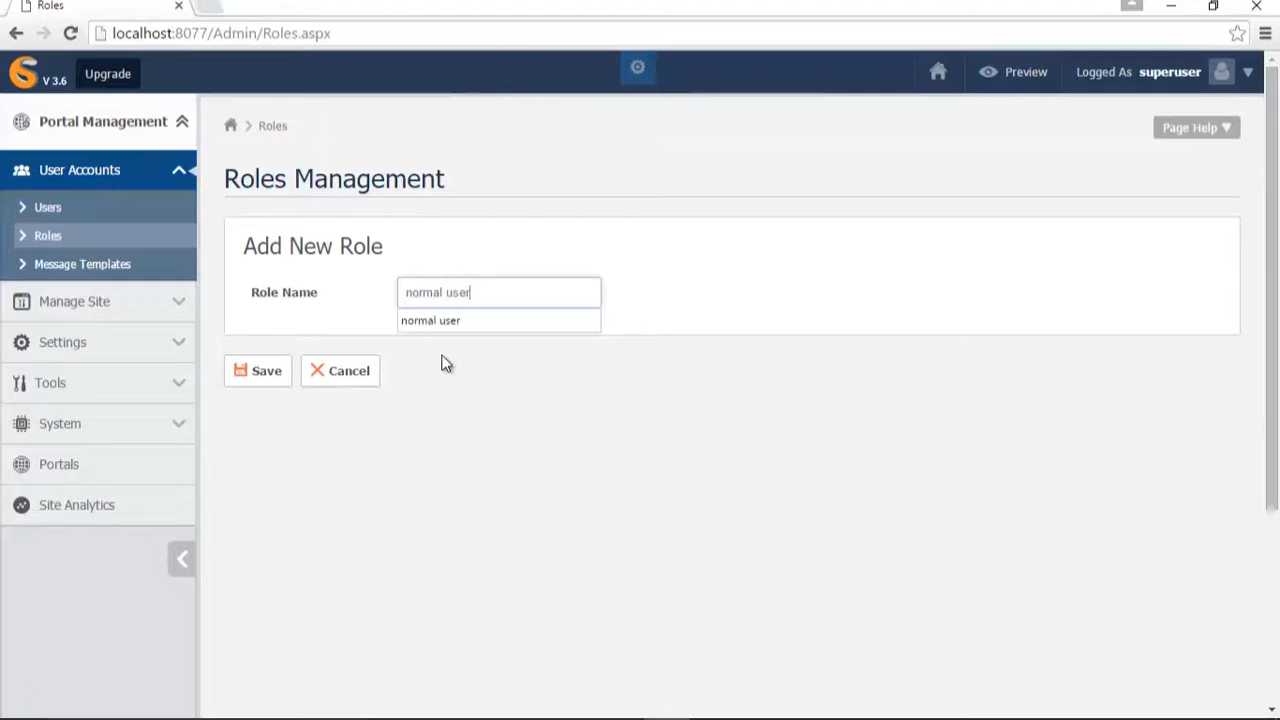 Roles
localhost:8077/Admin/Roles.aspx
V 3.6
Upgrade
Preview
Logged As superuser
Portal Management
User Accounts
Users
Roles
Message Templates
Manage Site
Settings
Tools
System
Portals
Site Analytics
> Roles
Page Help ▼
Roles Management
Add New Role
Role Name
normal user
normal user
Save
Cancel